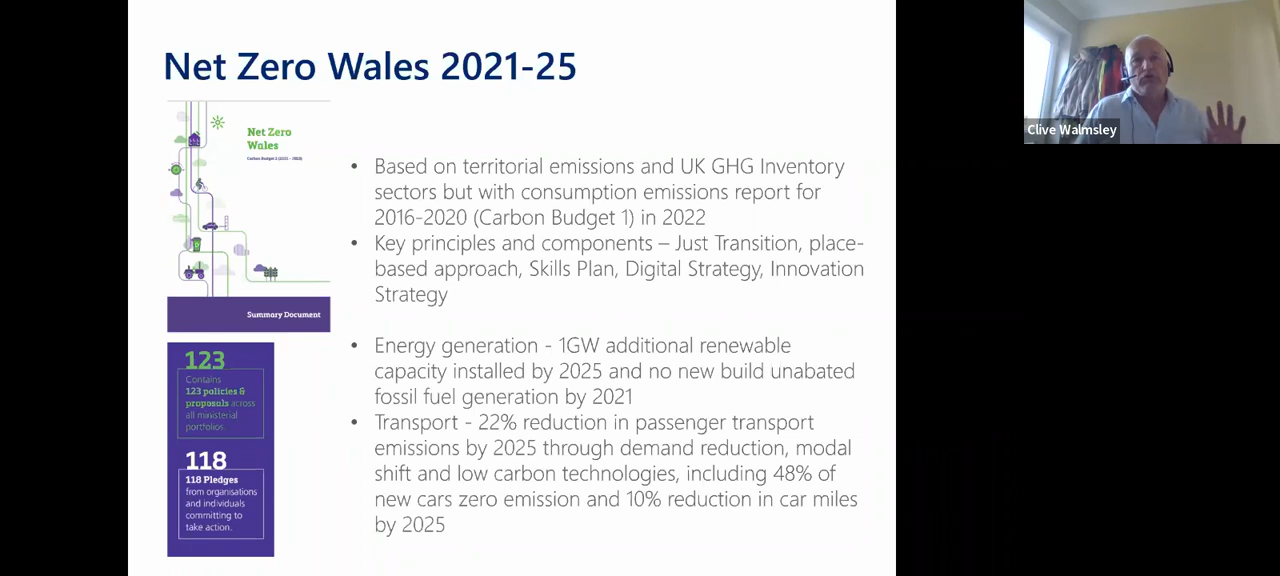 Net Zero Wales 2021-25
Net Zero
Wales
Summary Document
123
Contains
123 policies &
proposals across
all ministerial
portfolios.
118
118 Pledges
from organisations
and individuals
committing to
take action.
• Based on territorial emissions and UK GHG Inventory
sectors but with consumption emissions report for
2016-2020 (Carbon Budget 1) in 2022
• Key principles and components – Just Transition, place-
based approach, Skills Plan, Digital Strategy, Innovation
Strategy
• Energy generation - 1GW additional renewable
capacity installed by 2025 and no new build unabated
fossil fuel generation by 2021
• Transport - 22% reduction in passenger transport
emissions by 2025 through demand reduction, modal
shift and low carbon technologies, including 48% of
new cars zero emission and 10% reduction in car miles
by 2025
Clive Walmsley